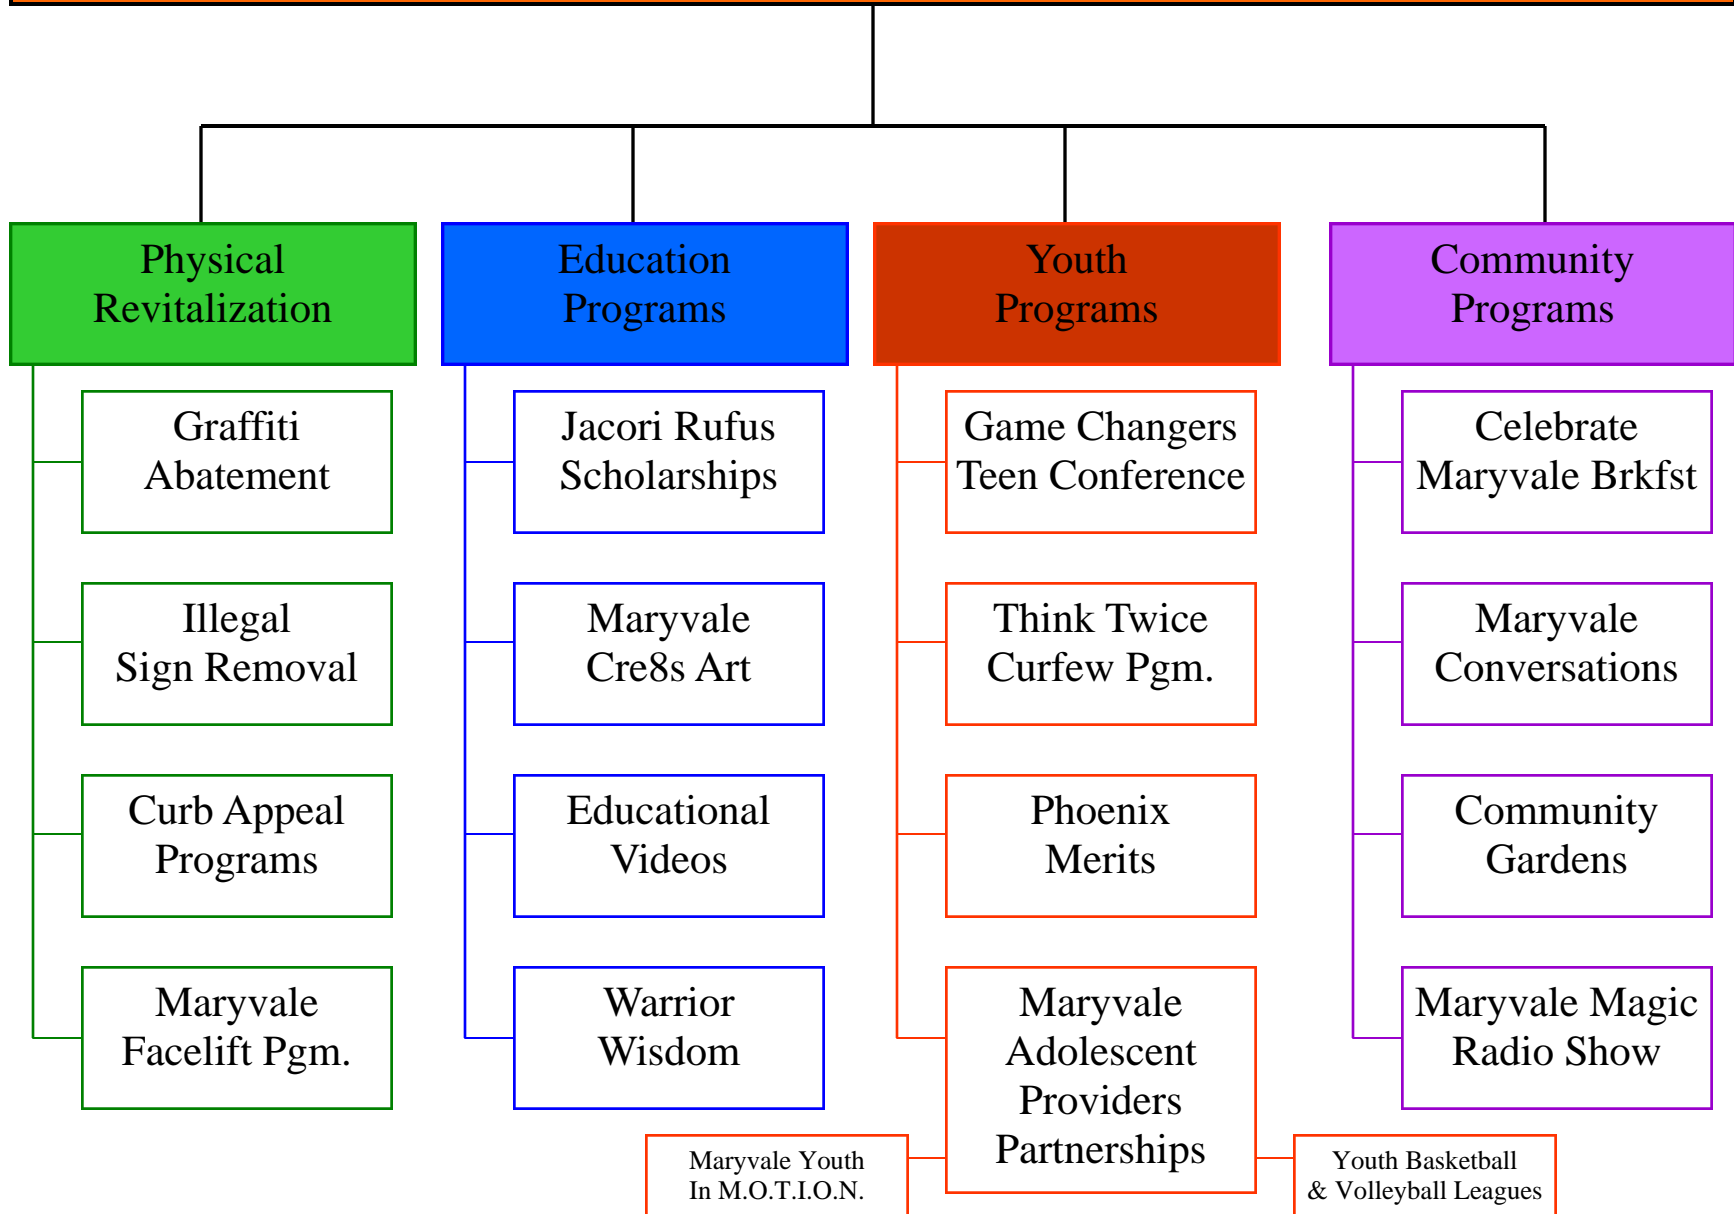 Physical
Revitalization
Education
Programs
Youth
Programs
Community
Programs
Graffiti
Abatement
Illegal
Sign Removal
Curb Appeal
Programs
Maryvale
Facelift Pgm.
Jacori Rufus
Scholarships
Maryvale
Cre8s Art
Educational
Videos
Warrior
Wisdom
Game Changers
Teen Conference
Think Twice
Curfew Pgm.
Phoenix
Merits
Maryvale
Adolescent
Providers
Partnerships
Maryvale Youth
In M.O.T.I.O.N.
Youth Basketball
& Volleyball Leagues
Celebrate
Maryvale Brkfst
Maryvale
Conversations
Community
Gardens
Maryvale Magic
Radio Show